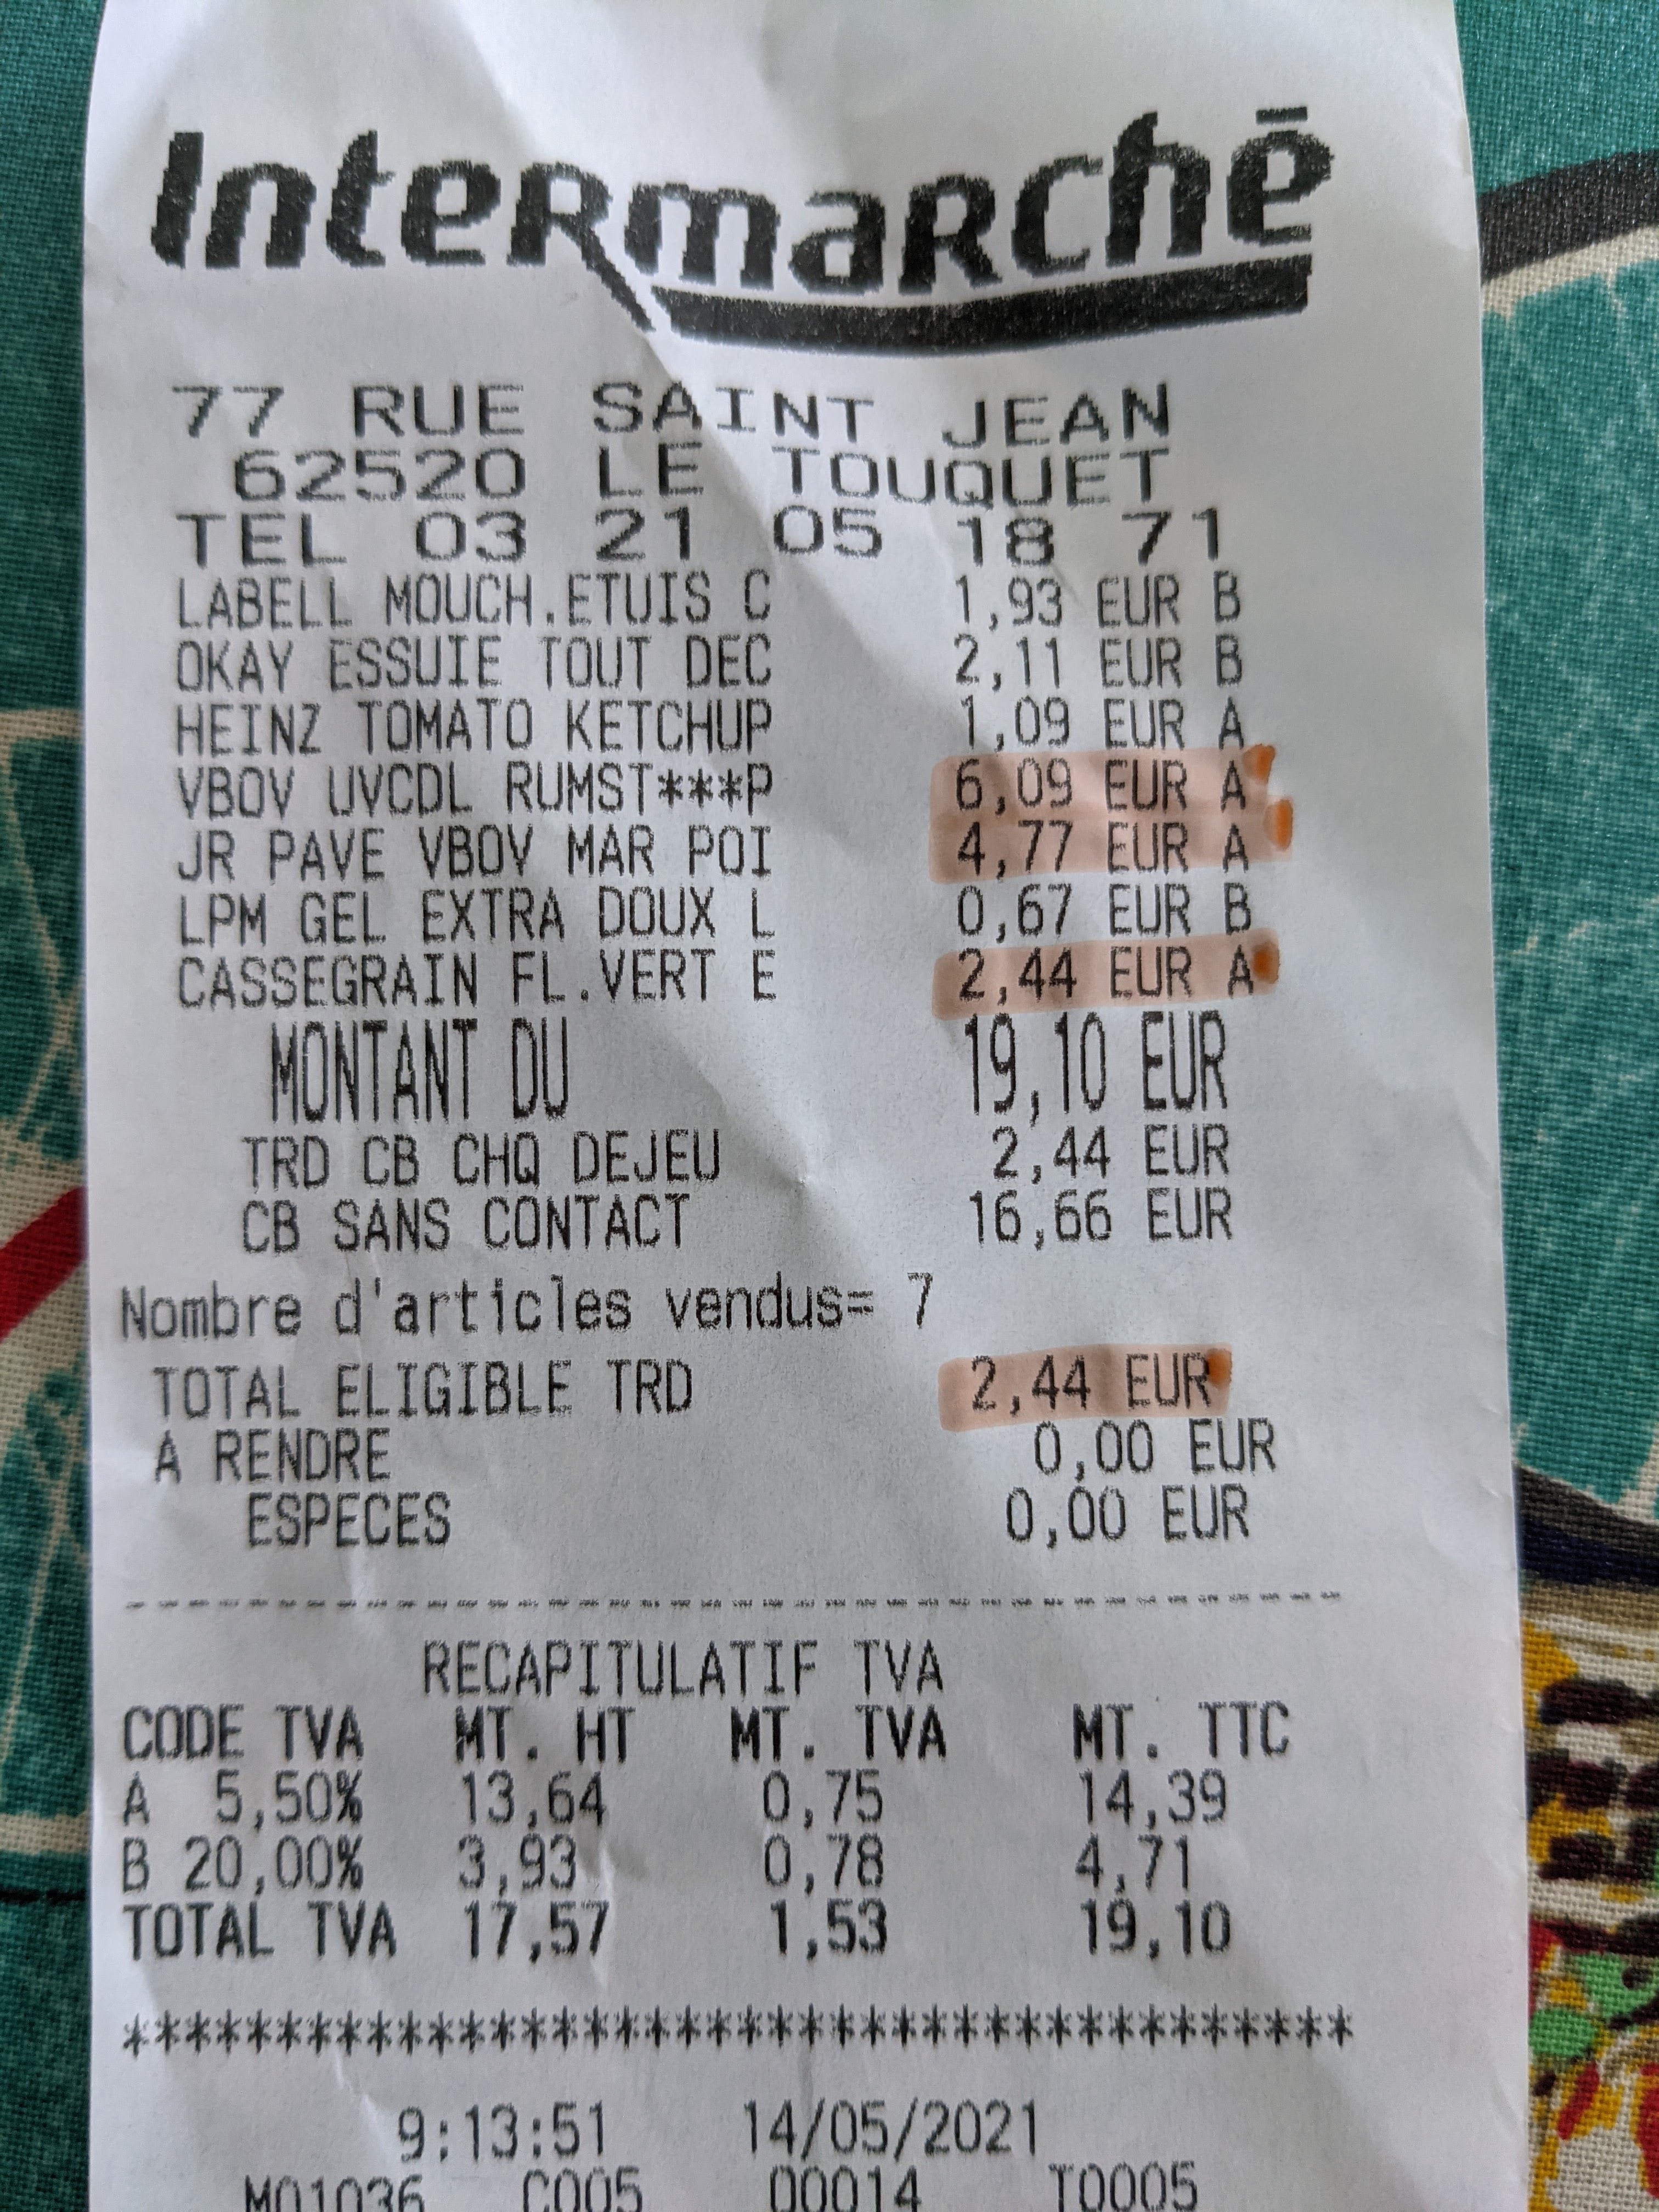 Intermarché
77 RUE SAINT JEAN
62520 LE TOUQUET
TEL 03 21 05 18 71
LABELL MOUCH.ETUIS C 1,93 EUR B
OKAY ESSUIE TOUT DEC 2,11 EUR B
HEINZ TOMATO KETCHUP 1,09 EUR A
VBOV UVCDL RUMST***P 6,09 EUR A
JR PAVE VBOV MAR POI 4,77 EUR A
LPM GEL EXTRA DOUX L 0,67 EUR B
CASSEGRAIN FL.VERT E 2,44 EUR A
MONTANT DU 19,10 EUR
TRD CB CHQ DEJEU 2,44 EUR
CB SANS CONTACT 16,66 EUR
Nombre d'articles vendus= 7
TOTAL ELIGIBLE TRD 2,44 EUR
A RENDRE 0,00 EUR
ESPECES 0,00 EUR
--------------------------------
RECAPITULATIF TVA
CODE TVA MT. HT MT. TVA MT. TTC
A 5,50% 13,64 0,75 14,39
B 20,00% 3,93 0,78 4,71
TOTAL TVA 17,57 1,53 19,10
****************************************
9:13:51 14/05/2021
M01036 C005 00014 T0005